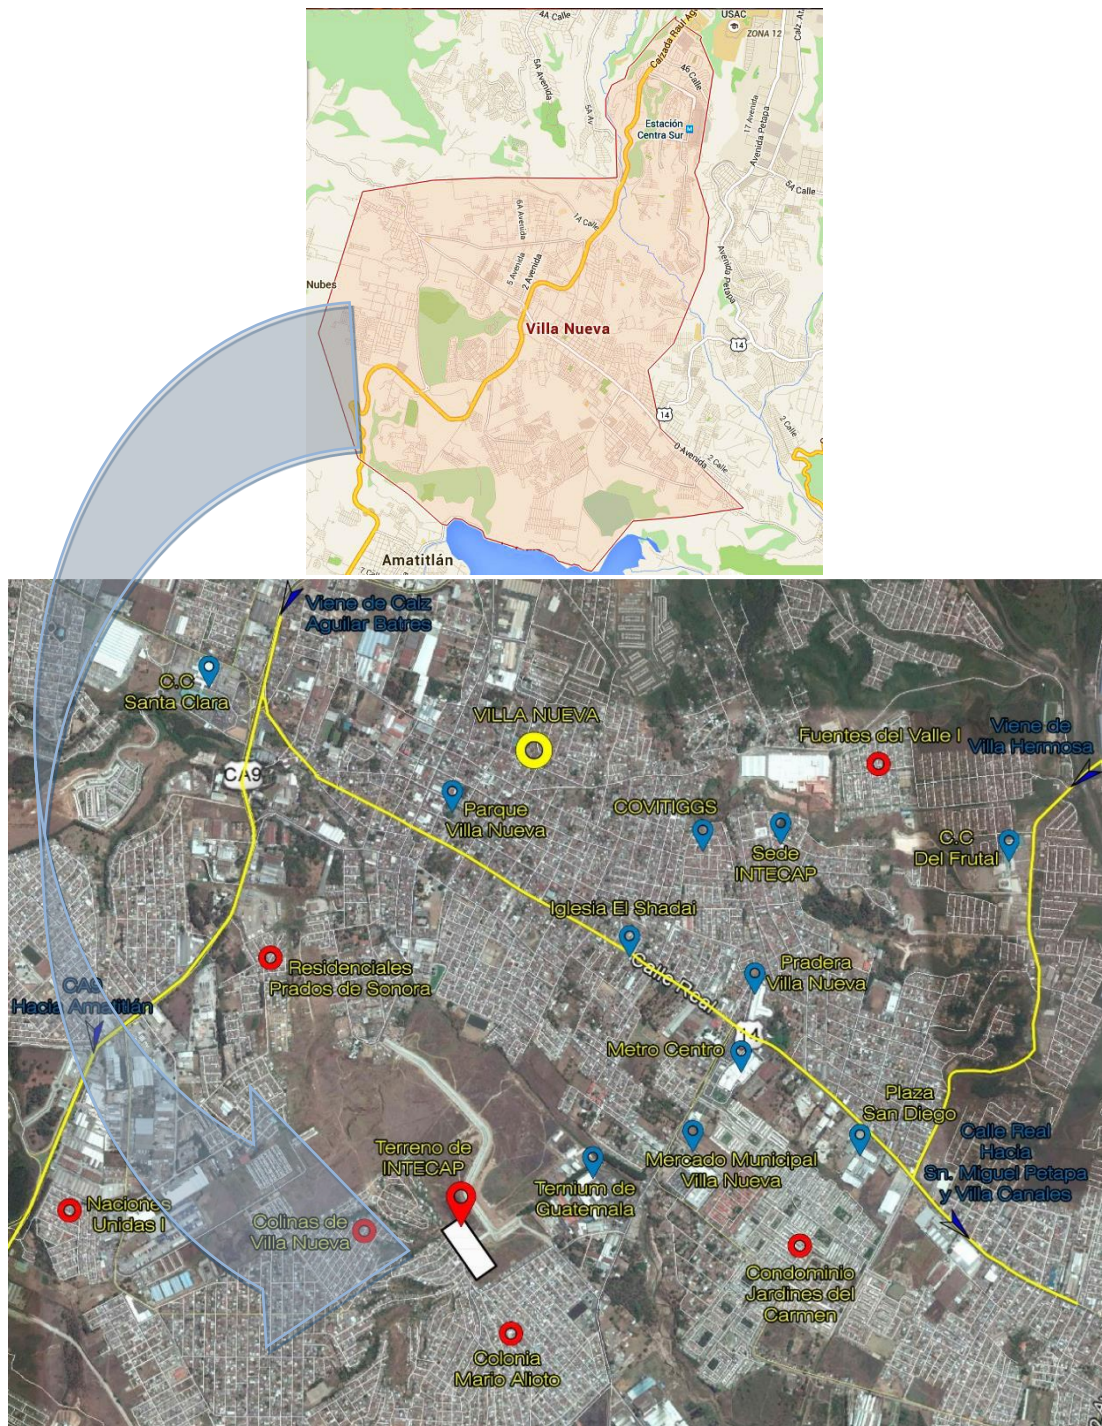 4A Calle
USAC
ZONA 12
Calz. At
Calzada Raúl Ag
5A Avenida
5A Av
46 Calle
17 Avenida
Avenida Petapa
Estación
Centra Sur
5A Calle
6A Avenida
1A Calle
5 Avenida
2 Avenida
Avenida Petapa
Nubes
Villa Nueva
14
14
0 Avenida
2 Calle
2 Calle
Amatitlán
Viene de Calz
Aguilar Batres
C.C
Santa Clara
VILLA NUEVA
Fuentes del Valle I
Viene de
Villa Hermosa
CA9
Parque
Villa Nueva
COVITIGGS
Sede
INTECAP
C.C
Del Frutal
Iglesia El Shadai
Residenciales
Prados de Sonora
Calle Real
Pradera
Villa Nueva
CA9
Hacia Amatitlán
14
Metro Centro
Plaza
San Diego
Terreno de
INTECAP
Mercado Municipal
Villa Nueva
Calle Real
Hacia
Sn. Miguel Petapa
y Villa Canales
Ternium de
Guatemala
Naciones
Unidas I
Colinas de
Villa Nueva
Condominio
Jardines del
Carmen
Colonia
Mario Alioto